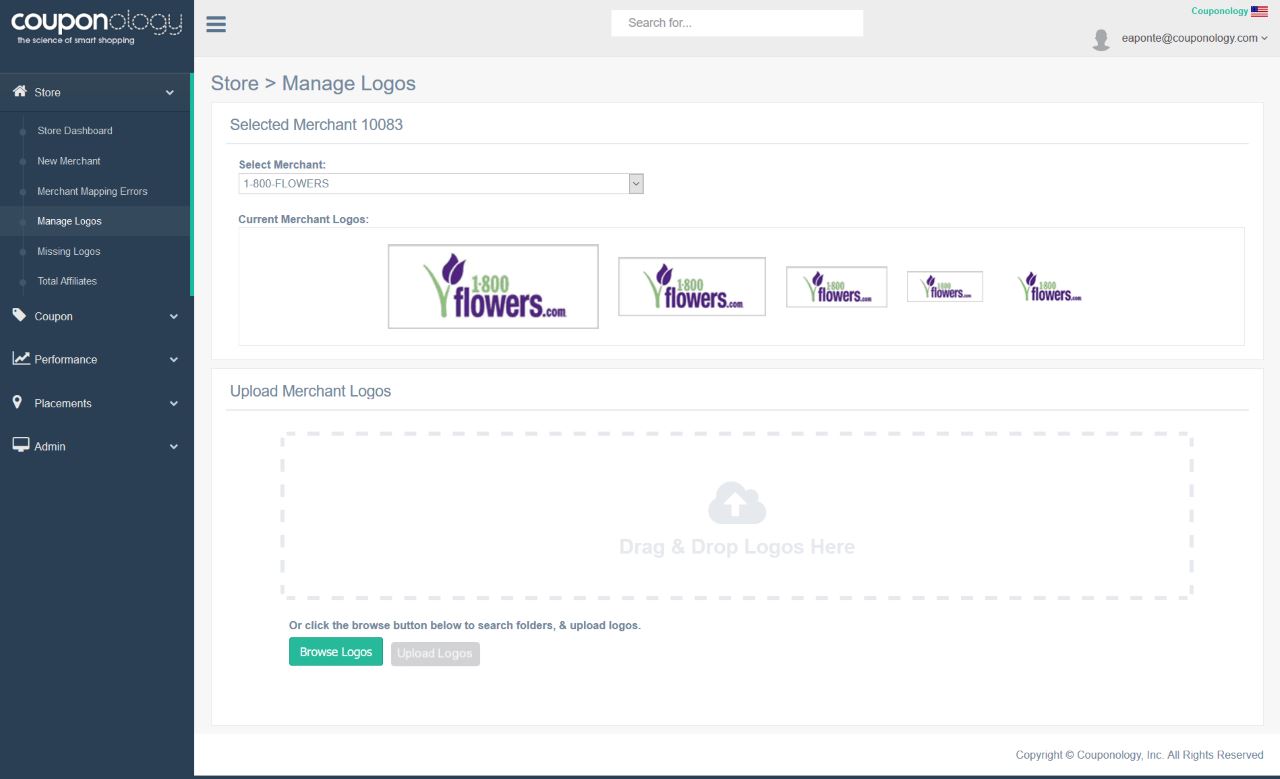 couponology
the science of smart shopping
Search for...
Couponology
eaponte@couponology.com
Store
Store Dashboard
New Merchant
Merchant Mapping Errors
Manage Logos
Missing Logos
Total Affiliates
Coupon
Performance
Placements
Admin
Store > Manage Logos
Selected Merchant 10083
Select Merchant:
1-800-FLOWERS
Current Merchant Logos:
1·800
flowers.com
1·800
flowers.com
1·800
flowers.com
1·800
flowers.com
1·800
flowers.com
Upload Merchant Logos
Drag & Drop Logos Here
Or click the browse button below to search folders, & upload logos.
Browse Logos
Upload Logos
Copyright © Couponology, Inc. All Rights Reserved